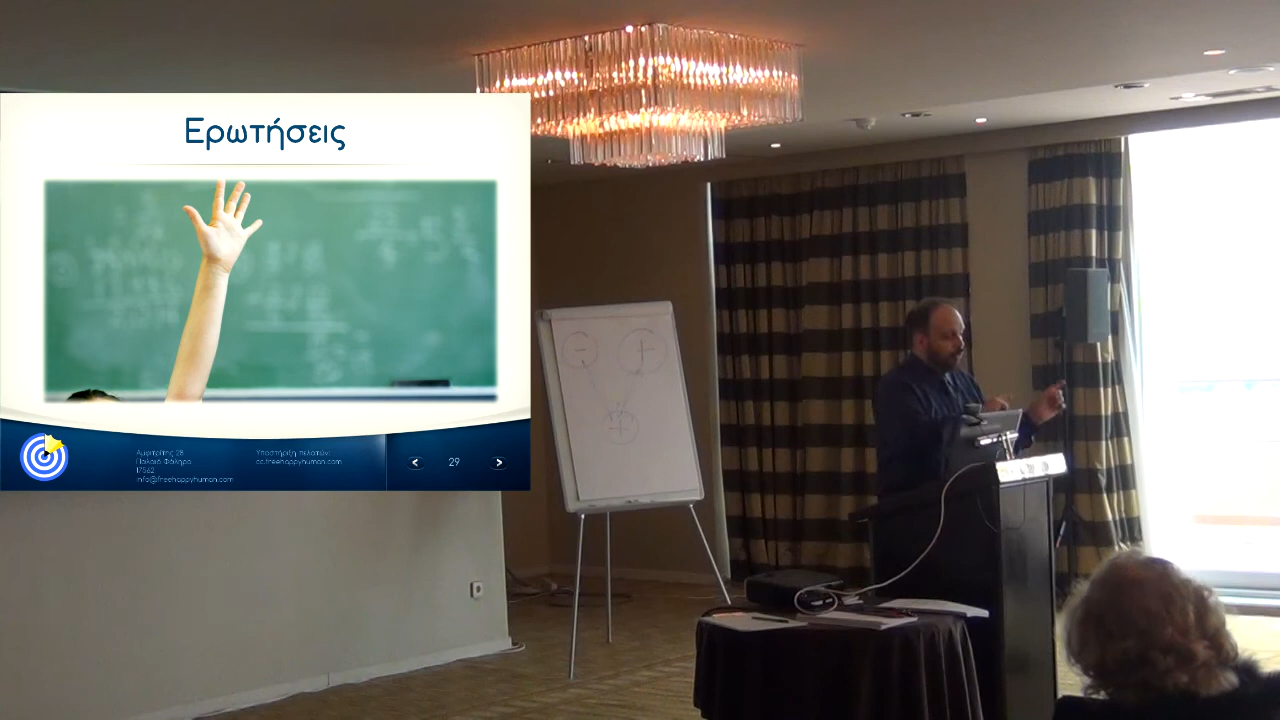 Ερωτήσεις
Αμφιτρίτης 28
Παλαιό Φάληρο
17562
info@freehappyhuman.com
Υποστήριξη πελατών:
cc.freehappyhuman.com
29